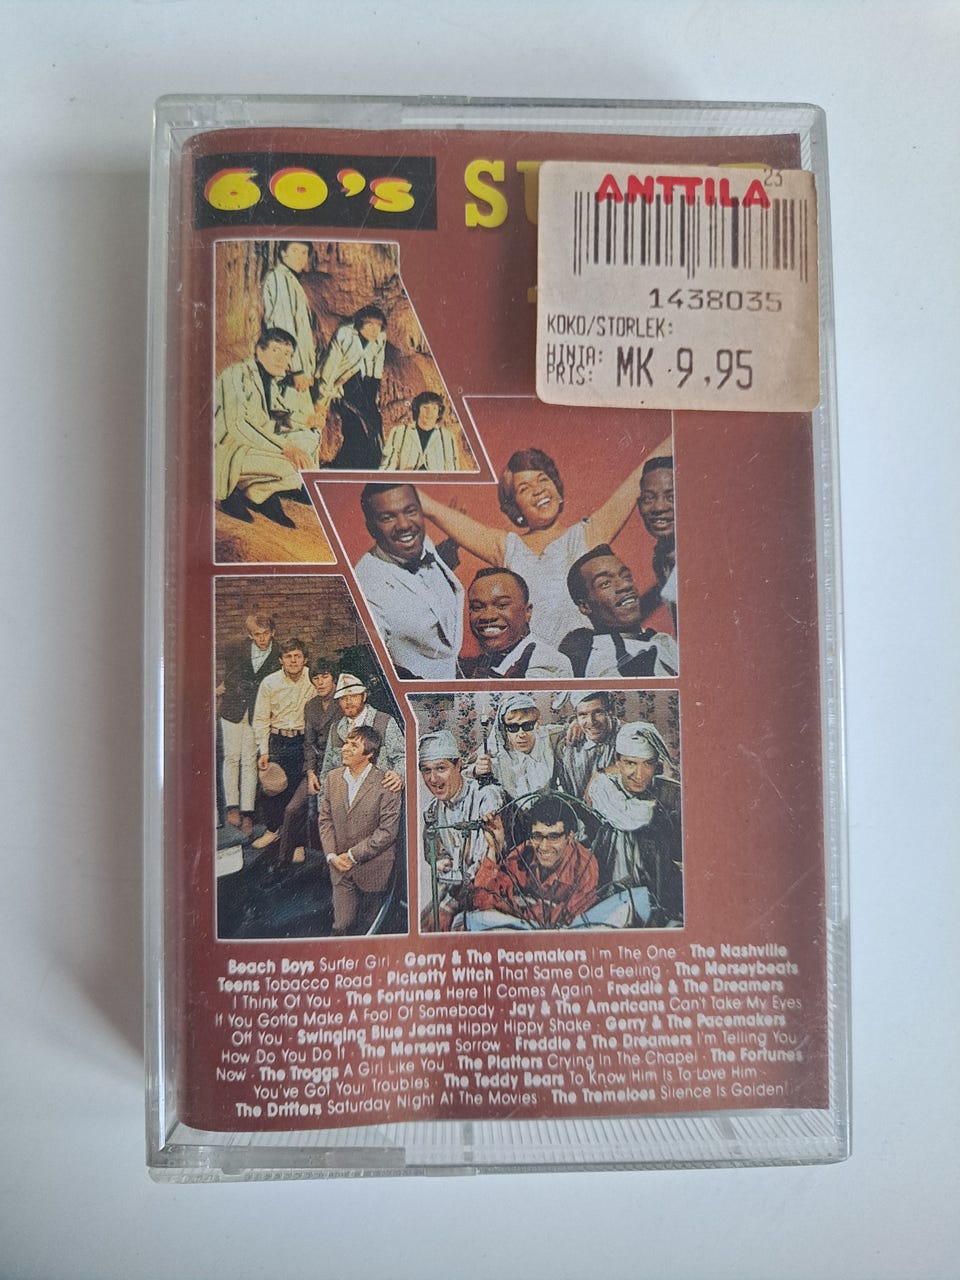 60's
ANTTILA
23
1438035
KOKO/STORLEK:
HINTA:
PRIS: MK 9,95
Beach Boys Surfer Girl · Gerry & The Pacemakers I'm The One · The Nashville
Teens Tobacco Road · Picketty Witch That Same Old Feeling · The Merseybeats
I Think Of You · The Fortunes Here It Comes Again · Freddie & The Dreamers
If You Gotta Make A Fool Of Somebody · Jay & The Americans Can't Take My Eyes
Off You · Swinging Blue Jeans Hippy Hippy Shake · Gerry & The Pacemakers
How Do You Do It · The Merseys Sorrow · Freddie & The Dreamers I'm Telling You
Now · The Troggs A Girl Like You · The Platters Crying In The Chapel · The Fortunes
You've Got Your Troubles · The Teddy Bears To Know Him Is To Love Him ·
The Drifters Saturday Night At The Movies · The Tremeloes Silence Is Golden